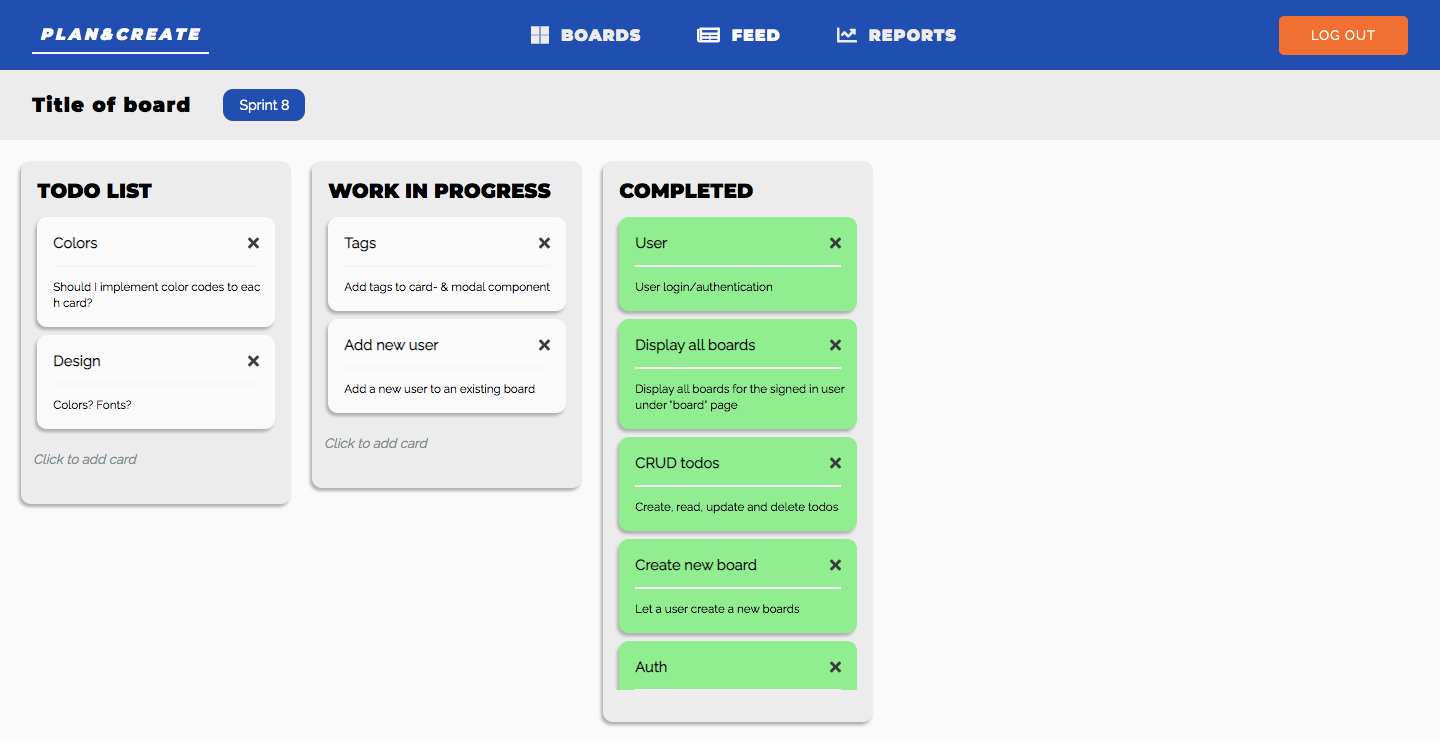 PLAN&CREATE
BOARDS
FEED
REPORTS
LOG OUT
Title of board
Sprint 8
TODO LIST
Colors
Should I implement color codes to eac
h card?
Design
Colors? Fonts?
Click to add card
WORK IN PROGRESS
Tags
Add tags to card- & modal component
Add new user
Add a new user to an existing board
Click to add card
COMPLETED
User
User login/authentication
Display all boards
Display all boards for the signed in user
under "board" page
CRUD todos
Create, read, update and delete todos
Create new board
Let a user create a new boards
Auth